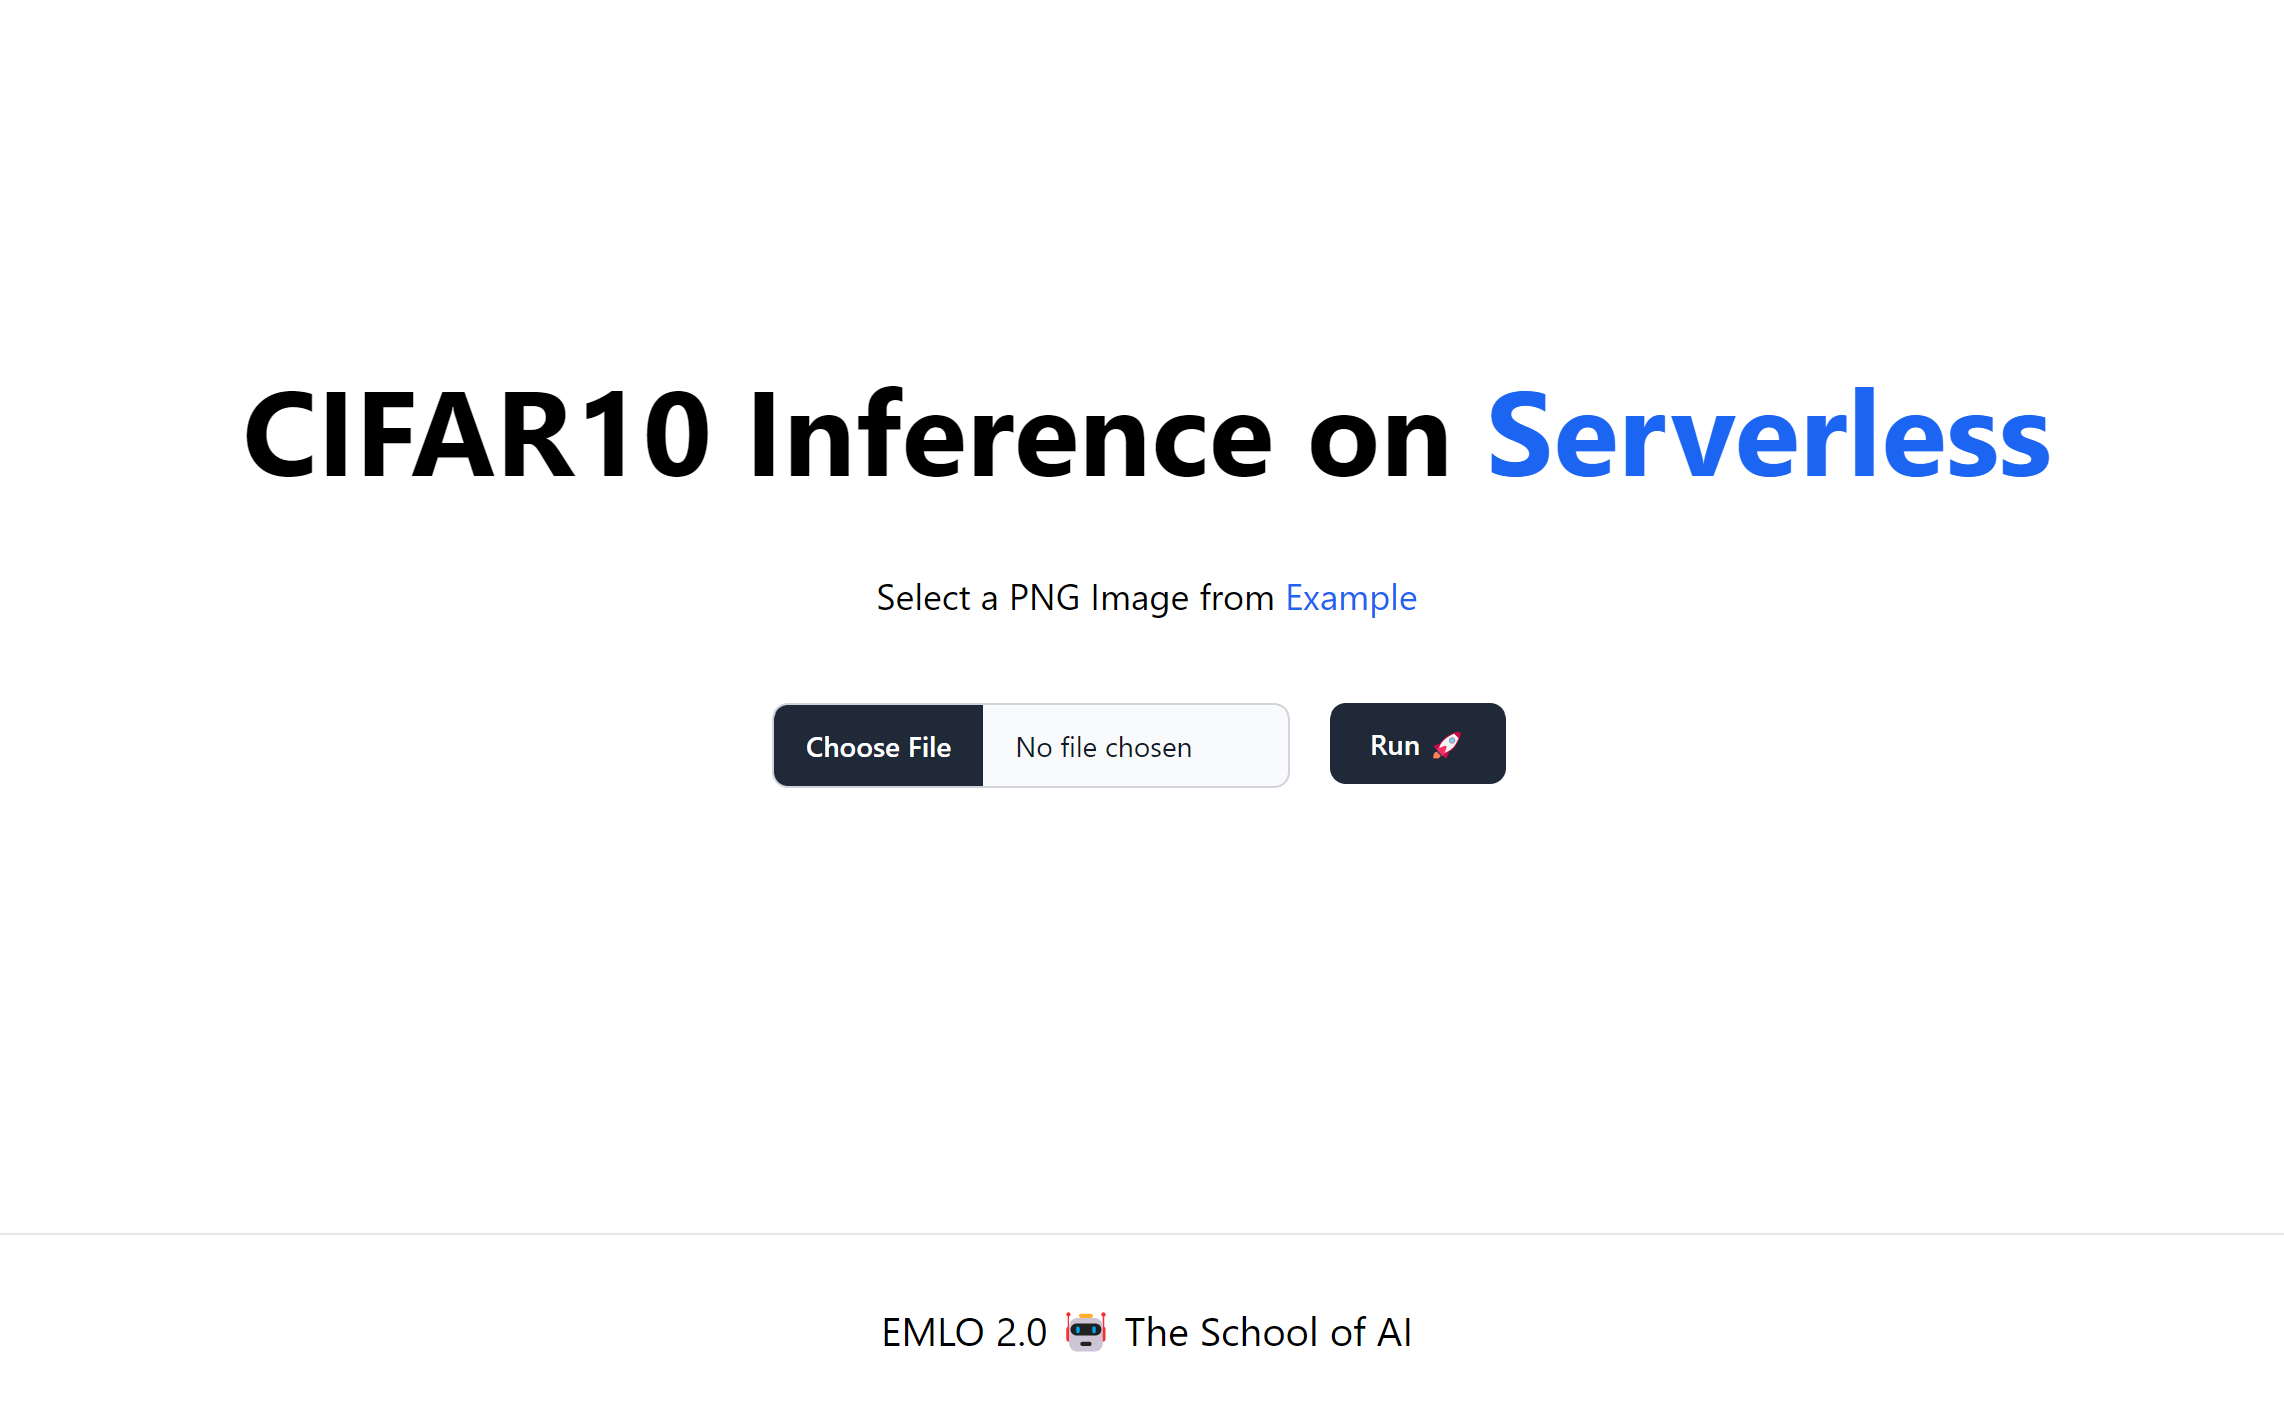 CIFAR10 Inference on Serverless
Select a PNG Image from Example
Choose File No file chosen Run 🚀
EMLO 2.0 🤖 The School of AI